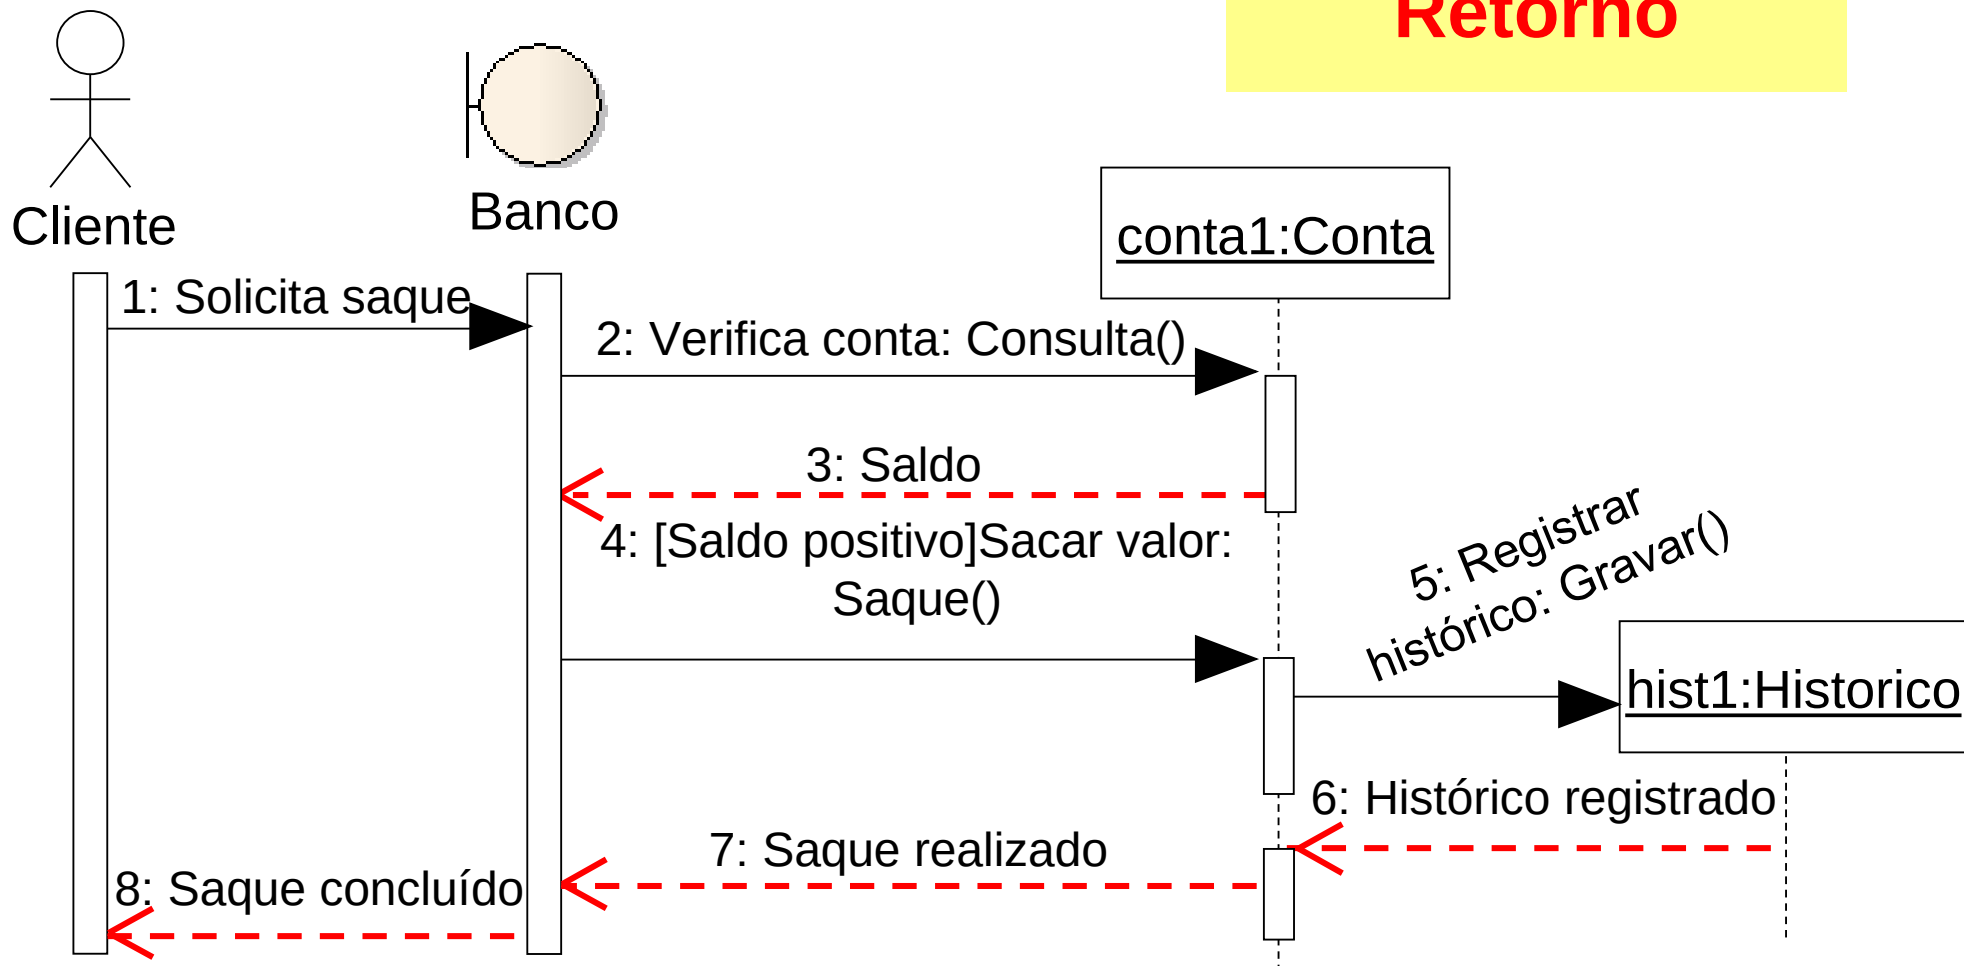 Retorno
Cliente
Banco
conta1:Conta
1: Solicita saque
2: Verifica conta: Consulta()
3: Saldo
4: [Saldo positivo]Sacar valor:
Saque()
5: Registrar
histórico: Gravar()
hist1:Historico
6: Histórico registrado
7: Saque realizado
8: Saque concluído